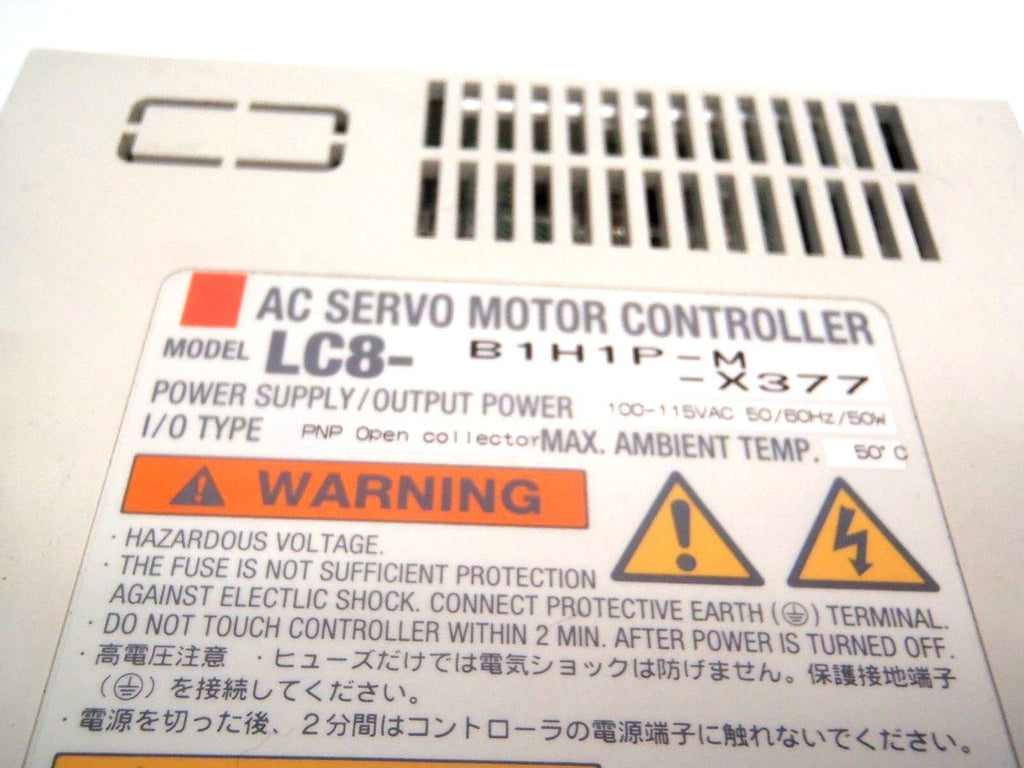 AC SERVO MOTOR CONTROLLER
MODEL LC8- B1H1P-M
-X377
POWER SUPPLY/OUTPUT POWER 100-115VAC 50/60Hz/50W
I/O TYPE PNP Open collector MAX. AMBIENT TEMP. 50°C
WARNING
· HAZARDOUS VOLTAGE.
· THE FUSE IS NOT SUFFICIENT PROTECTION
AGAINST ELECTLIC SHOCK. CONNECT PROTECTIVE EARTH (⏚) TERMINAL.
· DO NOT TOUCH CONTROLLER WITHIN 2 MIN. AFTER POWER IS TURNED OFF.
· 高電圧注意 · ヒューズだけでは電気ショックは防げません。保護接地端子
(⏚) を接続してください。
· 電源を切った後、2分間はコントローラの電源端子に触れないでください。